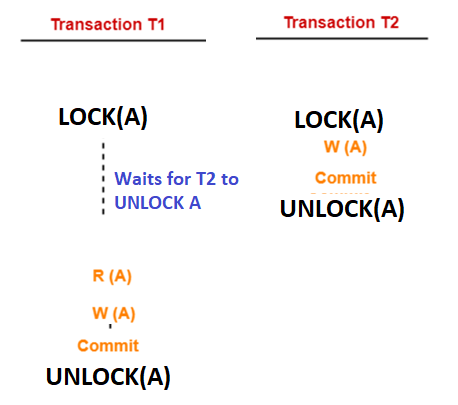 Transaction T1
Transaction T2
LOCK(A)
LOCK(A)
W (A)
Waits for T2 to
UNLOCK A
Commit
UNLOCK(A)
R (A)
W (A)
Commit
UNLOCK(A)